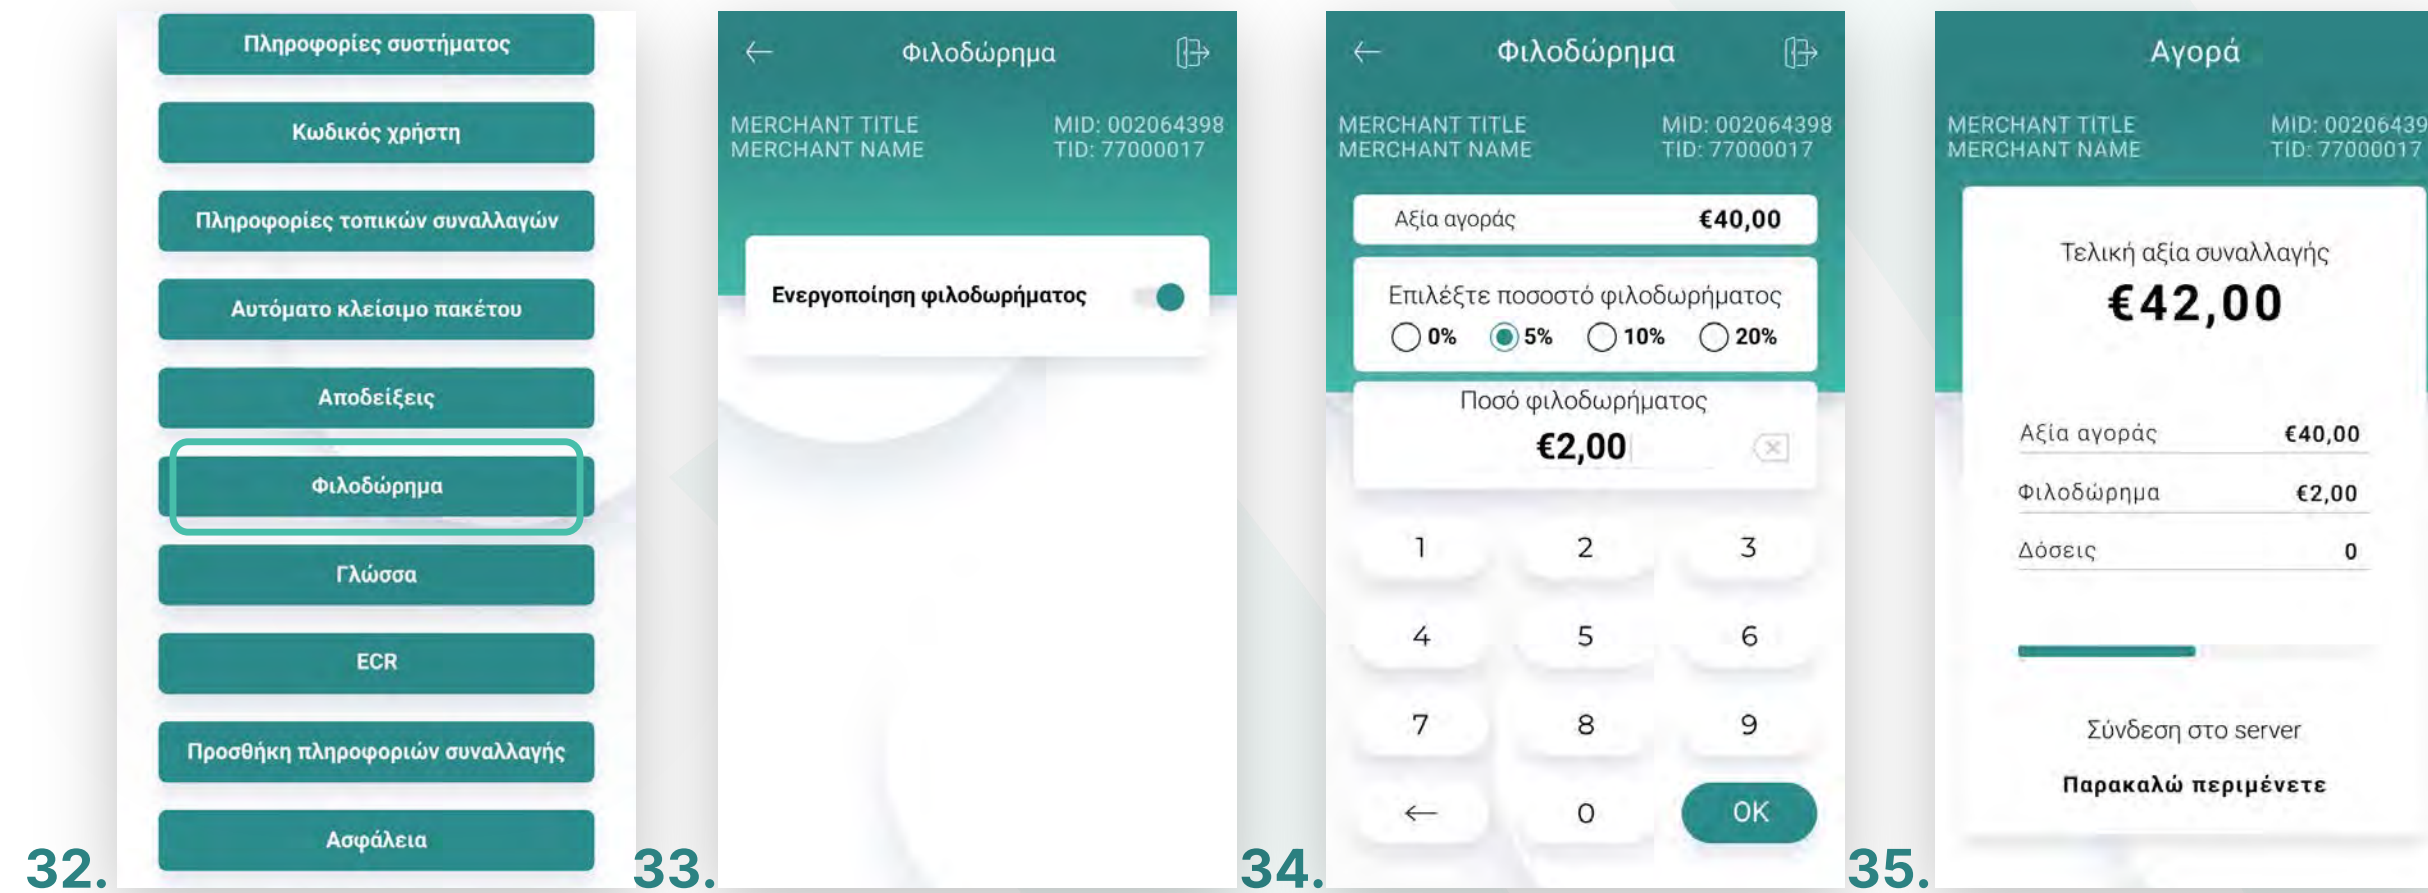 Πληροφορίες συστήματος
Κωδικός χρήστη
Πληροφορίες τοπικών συναλλαγών
Αυτόματο κλείσιμο πακέτου
Αποδείξεις
Φιλοδώρημα
Γλώσσα
ECR
Προσθήκη πληροφοριών συναλλαγής
Ασφάλεια
32.
Φιλοδώρημα
MERCHANT TITLE MID: 002064398
MERCHANT NAME TID: 77000017
Ενεργοποίηση φιλοδωρήματος
33.
Φιλοδώρημα
MERCHANT TITLE MID: 002064398
MERCHANT NAME TID: 77000017
Αξία αγοράς €40,00
Επιλέξτε ποσοστό φιλοδωρήματος
0% 5% 10% 20%
Ποσό φιλοδωρήματος
€2,00
1 2 3
4 5 6
7 8 9
0 OK
34.
Αγορά
MERCHANT TITLE MID: 00206439
MERCHANT NAME TID: 77000017
Τελική αξία συναλλαγής
€42,00
Αξία αγοράς €40,00
Φιλοδώρημα €2,00
Δόσεις 0
Σύνδεση στο server
Παρακαλώ περιμένετε
35.